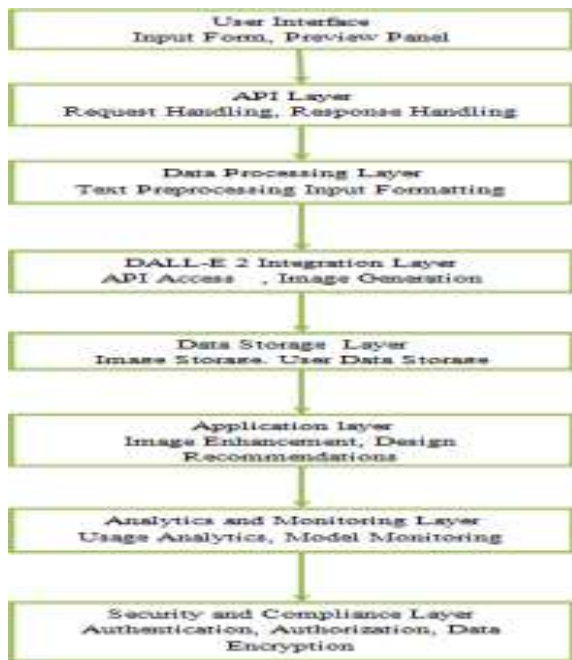 User Interface
Input Form, Preview Panel
API Layer
Request Handling, Response Handling
Data Processing Layer
Text Preprocessing Input Formatting
DALL-E 2 Integration Layer
API Access , Image Generation
Data Storage Layer
Image Storage. User Data Storage
Application layer
Image Enhancement, Design
Recommendations
Analytics and Monitoring Layer
Usage Analytics, Model Monitoring
Security and Compliance Layer
Authentication, Authorization, Data
Encryption